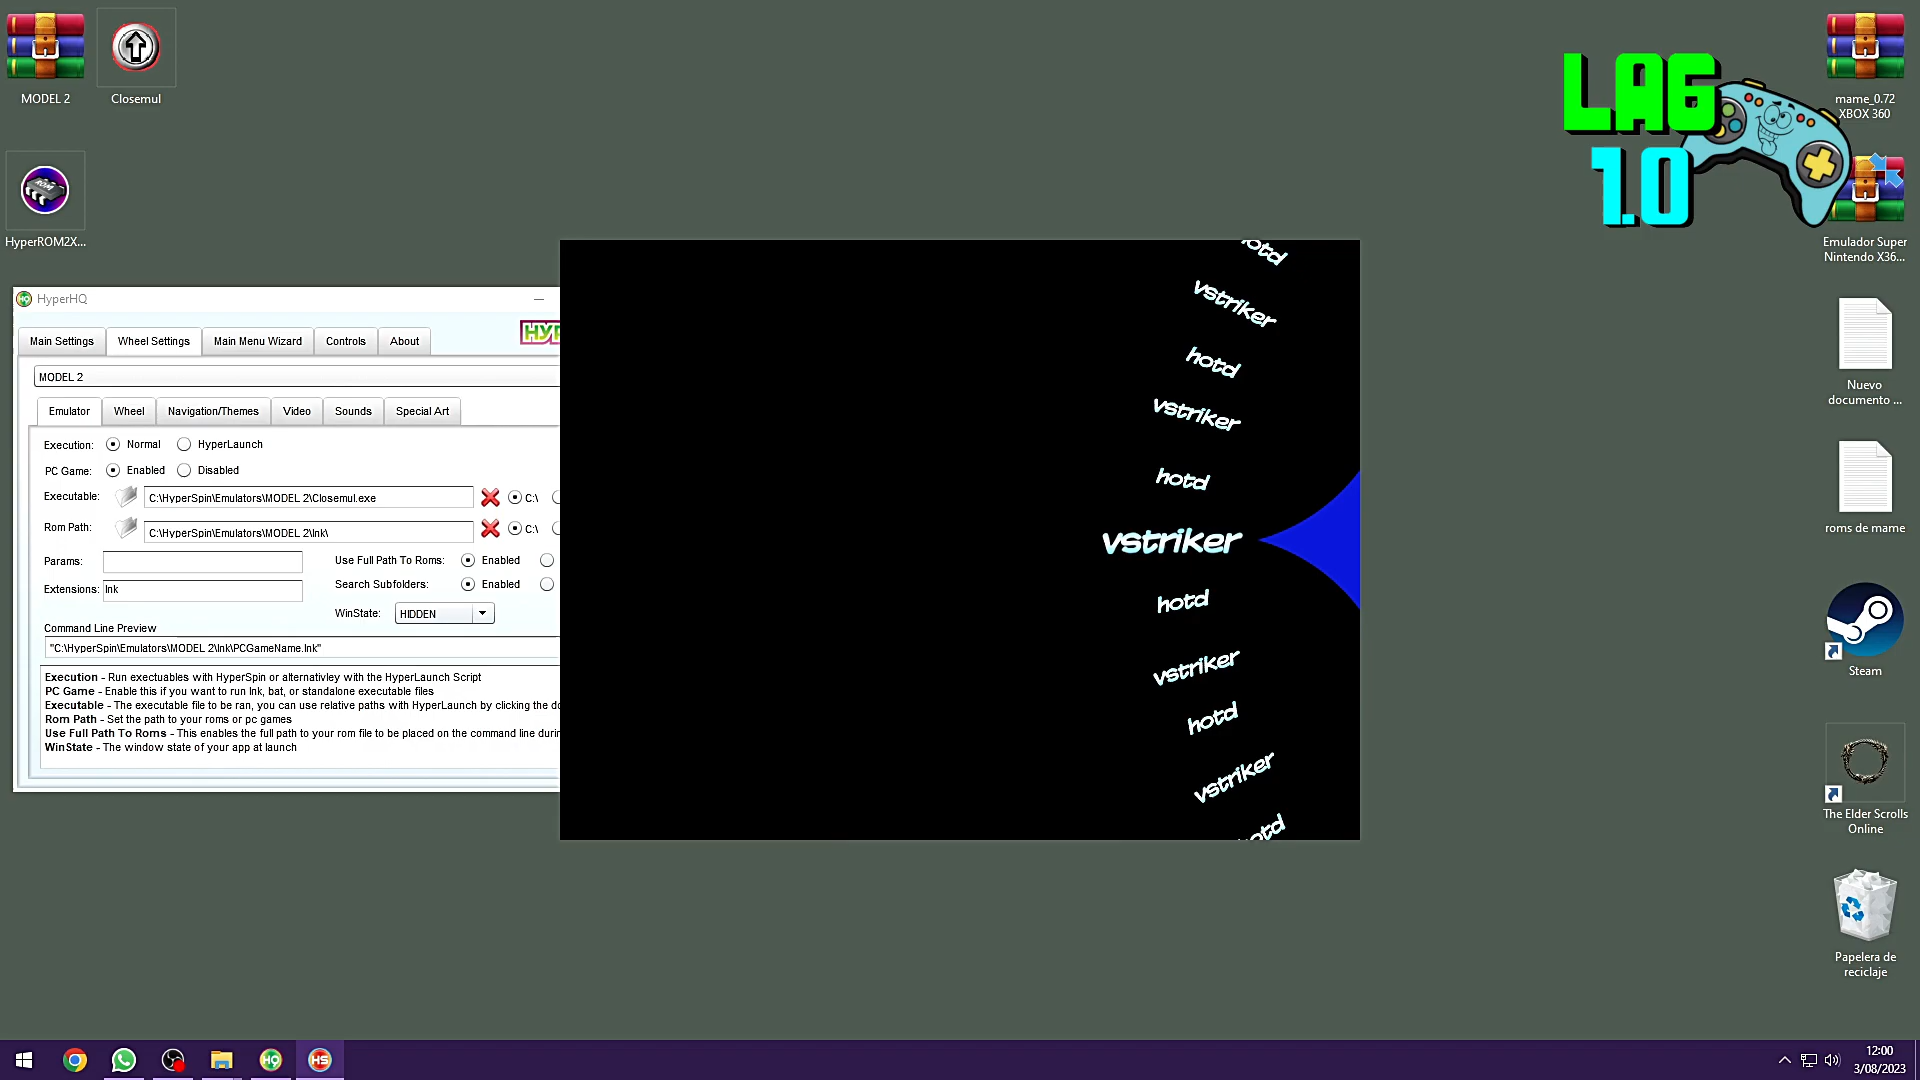 MODEL 2
Closemul
HyperROM2X...
LAG
1.0
mame_0.72
XBOX 360
Emulador Super
Nintendo X36...
Nuevo
documento ...
roms de mame
Steam
The Elder Scrolls
Online
Papelera de
reciclaje
HyperHQ
Main Settings
Wheel Settings
Main Menu Wizard
Controls
About
HYP
MODEL 2
Emulator
Wheel
Navigation/Themes
Video
Sounds
Special Art
Execution: Normal HyperLaunch
PC Game: Enabled Disabled
Executable: C:\HyperSpin\Emulators\MODEL 2\Closemul.exe C:\
Rom Path: C:\HyperSpin\Emulators\MODEL 2\lnk\ C:\
Params:
Use Full Path To Roms: Enabled
Extensions: lnk
Search Subfolders: Enabled
WinState: HIDDEN
Command Line Preview
"C:\HyperSpin\Emulators\MODEL 2\lnk\PCGameName.lnk"
Execution - Run exectuables with HyperSpin or alternativley with the HyperLaunch Script
PC Game - Enable this if you want to run lnk, bat, or standalone executable files
Executable - The executable file to be ran, you can use relative paths with HyperLaunch by clicking the do
Rom Path - Set the path to your roms or pc games
Use Full Path To Roms - This enables the full path to your rom file to be placed on the command line durin
WinState - The window state of your app at launch
hotd
vstriker
hotd
vstriker
hotd
vstriker
hotd
vstriker
hotd
vstriker
hotd
HQ
HS
12:00
3/08/2023